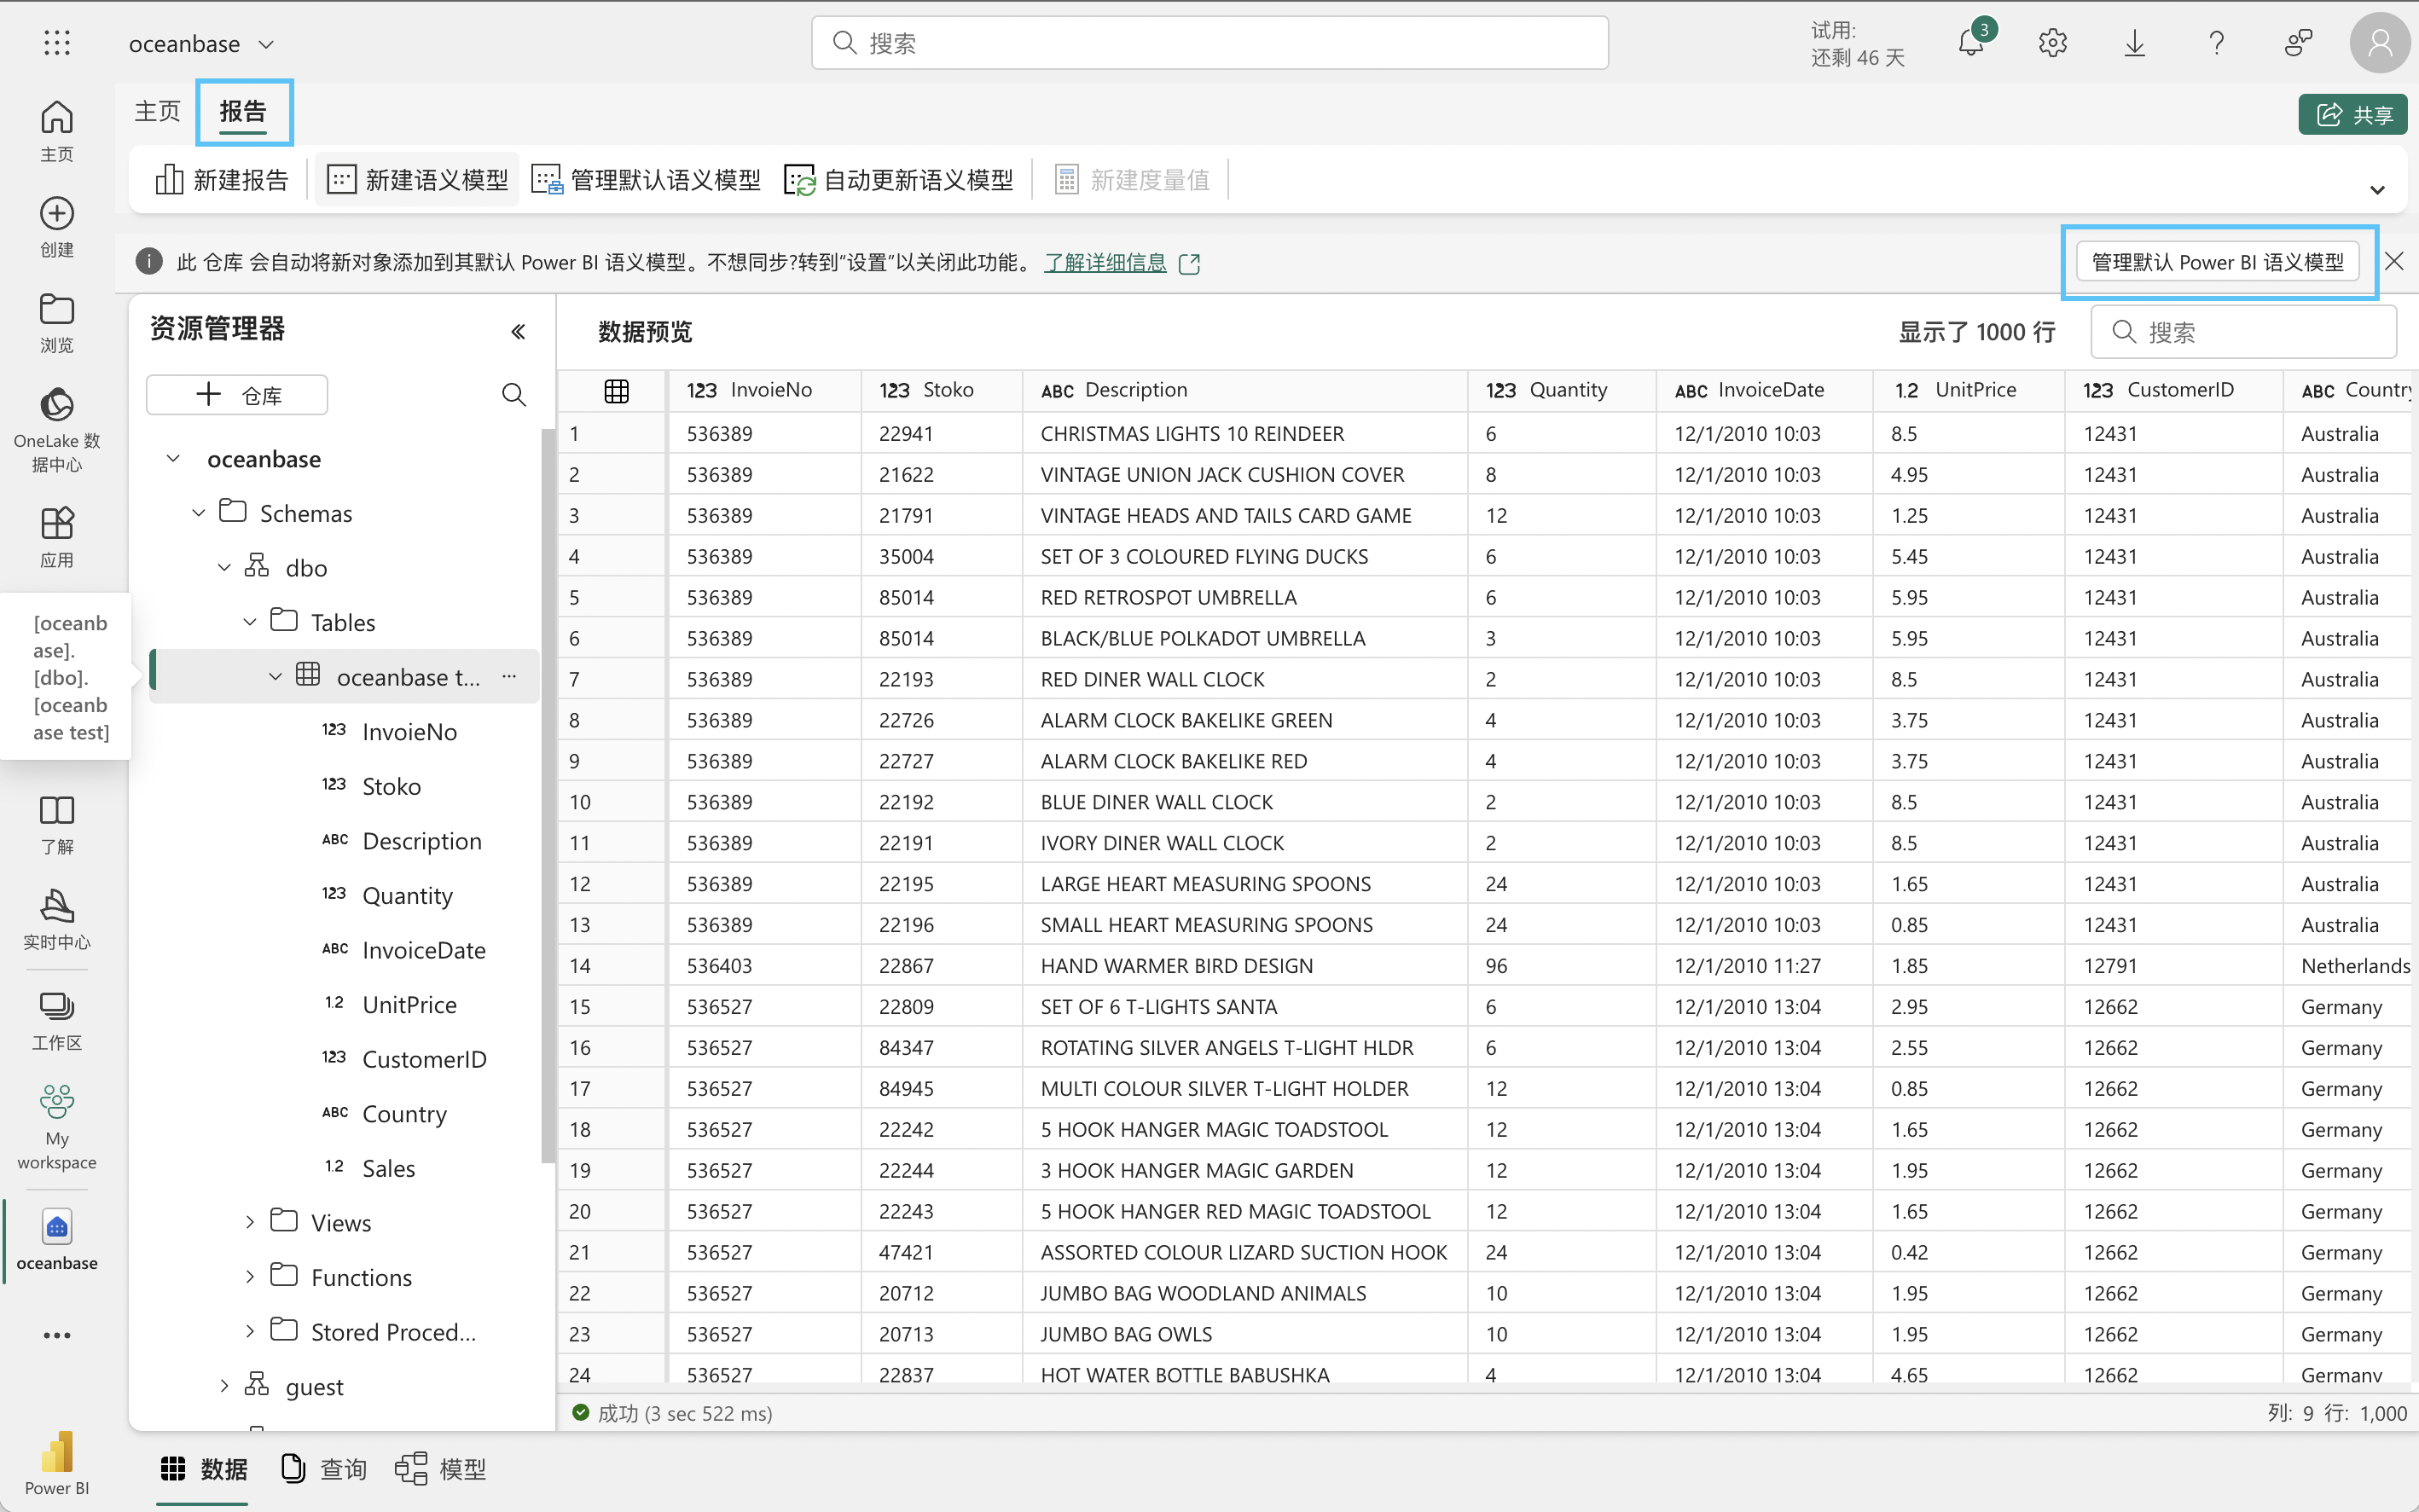 oceanbase
搜索
试用:
还剩 46 天
3
主页
报告
共享
新建报告
新建语义模型
管理默认语义模型
自动更新语义模型
新建度量值
此 仓库 会自动将新对象添加到其默认 Power BI 语义模型。不想同步?转到“设置”以关闭此功能。 了解详细信息
管理默认 Power BI 语义模型
主页
创建
浏览
OneLake 数
据中心
应用
[oceanb
ase].
[dbo].
[oceanb
ase test]
了解
实时中心
工作区
My
workspace
oceanbase
Power BI
资源管理器
仓库
oceanbase
Schemas
dbo
Tables
oceanbase t...
123 InvoieNo
123 Stoko
ABC Description
123 Quantity
ABC InvoiceDate
1.2 UnitPrice
123 CustomerID
ABC Country
1.2 Sales
Views
Functions
Stored Proced...
guest
数据预览
显示了 1000 行
搜索
123 InvoieNo 123 Stoko ABC Description 123 Quantity ABC InvoiceDate 1.2 UnitPrice 123 CustomerID ABC Country
1 536389 22941 CHRISTMAS LIGHTS 10 REINDEER 6 12/1/2010 10:03 8.5 12431 Australia
2 536389 21622 VINTAGE UNION JACK CUSHION COVER 8 12/1/2010 10:03 4.95 12431 Australia
3 536389 21791 VINTAGE HEADS AND TAILS CARD GAME 12 12/1/2010 10:03 1.25 12431 Australia
4 536389 35004 SET OF 3 COLOURED FLYING DUCKS 6 12/1/2010 10:03 5.45 12431 Australia
5 536389 85014 RED RETROSPOT UMBRELLA 6 12/1/2010 10:03 5.95 12431 Australia
6 536389 85014 BLACK/BLUE POLKADOT UMBRELLA 3 12/1/2010 10:03 5.95 12431 Australia
7 536389 22193 RED DINER WALL CLOCK 2 12/1/2010 10:03 8.5 12431 Australia
8 536389 22726 ALARM CLOCK BAKELIKE GREEN 4 12/1/2010 10:03 3.75 12431 Australia
9 536389 22727 ALARM CLOCK BAKELIKE RED 4 12/1/2010 10:03 3.75 12431 Australia
10 536389 22192 BLUE DINER WALL CLOCK 2 12/1/2010 10:03 8.5 12431 Australia
11 536389 22191 IVORY DINER WALL CLOCK 2 12/1/2010 10:03 8.5 12431 Australia
12 536389 22195 LARGE HEART MEASURING SPOONS 24 12/1/2010 10:03 1.65 12431 Australia
13 536389 22196 SMALL HEART MEASURING SPOONS 24 12/1/2010 10:03 0.85 12431 Australia
14 536403 22867 HAND WARMER BIRD DESIGN 96 12/1/2010 11:27 1.85 12791 Netherlands
15 536527 22809 SET OF 6 T-LIGHTS SANTA 6 12/1/2010 13:04 2.95 12662 Germany
16 536527 84347 ROTATING SILVER ANGELS T-LIGHT HLDR 6 12/1/2010 13:04 2.55 12662 Germany
17 536527 84945 MULTI COLOUR SILVER T-LIGHT HOLDER 12 12/1/2010 13:04 0.85 12662 Germany
18 536527 22242 5 HOOK HANGER MAGIC TOADSTOOL 12 12/1/2010 13:04 1.65 12662 Germany
19 536527 22244 3 HOOK HANGER MAGIC GARDEN 12 12/1/2010 13:04 1.95 12662 Germany
20 536527 22243 5 HOOK HANGER RED MAGIC TOADSTOOL 12 12/1/2010 13:04 1.65 12662 Germany
21 536527 47421 ASSORTED COLOUR LIZARD SUCTION HOOK 24 12/1/2010 13:04 0.42 12662 Germany
22 536527 20712 JUMBO BAG WOODLAND ANIMALS 10 12/1/2010 13:04 1.95 12662 Germany
23 536527 20713 JUMBO BAG OWLS 10 12/1/2010 13:04 1.95 12662 Germany
24 536527 22837 HOT WATER BOTTLE BABUSHKA 4 12/1/2010 13:04 4.65 12662 Germany
成功 (3 sec 522 ms)
列: 9 行: 1,000
数据
查询
模型